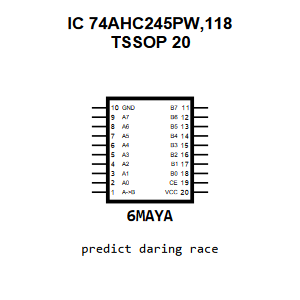 IC 74AHC245PW,118
TSSOP 20
10 GND B7 11
9 A7 B6 12
8 A6 B5 13
7 A5 B4 14
6 A4 B3 15
5 A3 B2 16
4 A2 B1 17
3 A1 B0 18
2 A0 CE 19
1 A->B VCC 20
6MAYA
predict daring race